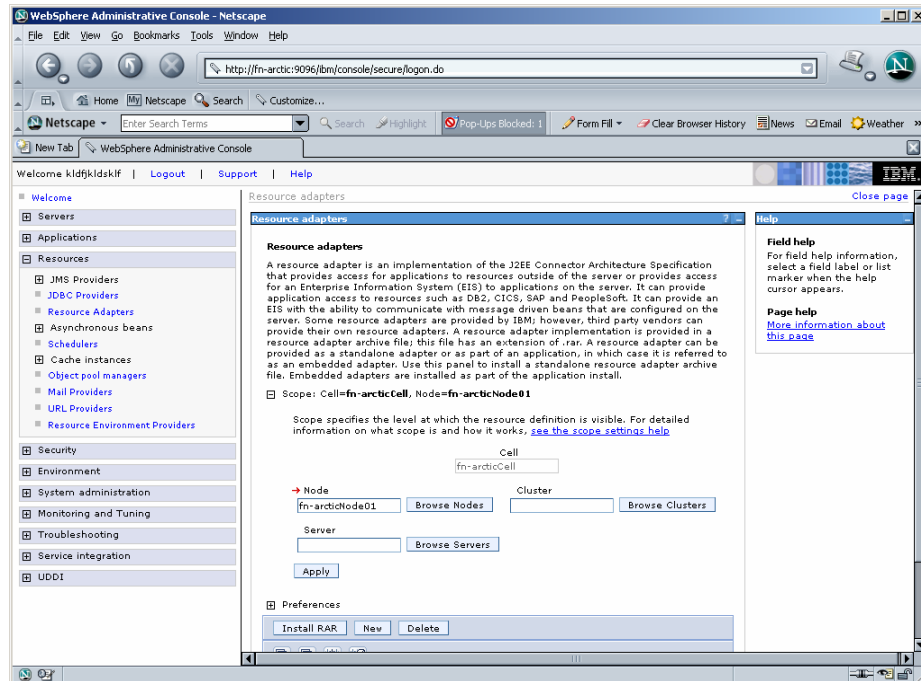 WebSphere Administrative Console - Netscape
File Edit View Go Bookmarks Tools Window Help
http://fn-arctic:9096/ibm/console/secure/logon.do
Home My Netscape Search Customize...
Netscape Enter Search Terms Search Highlight Pop-Ups Blocked: 1 Form Fill Clear Browser History News Email Weather »
New Tab WebSphere Administrative Console
Welcome kldfjkldsklf | Logout | Support | Help IBM.
Welcome
Servers
Applications
Resources
JMS Providers
JDBC Providers
Resource Adapters
Asynchronous beans
Schedulers
Cache instances
Object pool managers
Mail Providers
URL Providers
Resource Environment Providers
Security
Environment
System administration
Monitoring and Tuning
Troubleshooting
Service integration
UDDI
Resource adapters Close page
Resource adapters ? -
Resource adapters
A resource adapter is an implementation of the J2EE Connector Architecture Specification
that provides access for applications to resources outside of the server or provides access
for an Enterprise Information System (EIS) to applications on the server. It can provide
application access to resources such as DB2, CICS, SAP and PeopleSoft. It can provide an
EIS with the ability to communicate with message driven beans that are configured on the
server. Some resource adapters are provided by IBM; however, third party vendors can
provide their own resource adapters. A resource adapter implementation is provided in a
resource adapter archive file; this file has an extension of .rar. A resource adapter can be
provided as a standalone adapter or as part of an application, in which case it is referred to
as an embedded adapter. Use this panel to install a standalone resource adapter archive
file. Embedded adapters are installed as part of the application install.
Scope: Cell=fn-arcticCell, Node=fn-arcticNode01
Scope specifies the level at which the resource definition is visible. For detailed
information on what scope is and how it works, see the scope settings help
Cell
fn-arcticCell
Node Cluster
fn-arcticNode01 Browse Nodes Browse Clusters
Server
Browse Servers
Apply
Preferences
Install RAR New Delete
Help -
Field help
For field help information,
select a field label or list
marker when the help
cursor appears.
Page help
More information about
this page